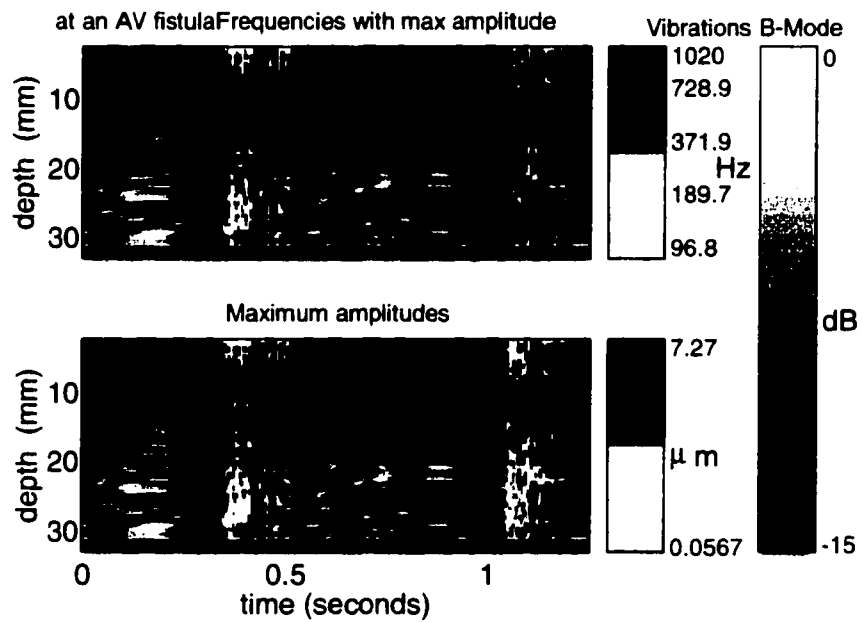 at an AV fistulaFrequencies with max amplitude
Vibrations B-Mode
depth (mm)
10
20
30
1020
728.9
371.9
Hz
189.7
96.8
0
dB
-15
Maximum amplitudes
depth (mm)
10
20
30
7.27
μ m
0.0567
0
0.5
1
time (seconds)